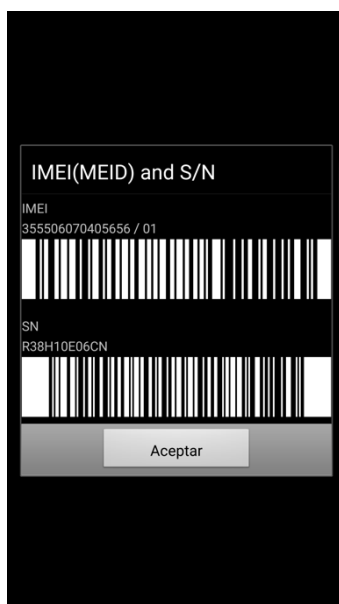 IMEI(MEID) and S/N
IMEI
355506070405656 / 01
SN
R38H10E06CN
Aceptar